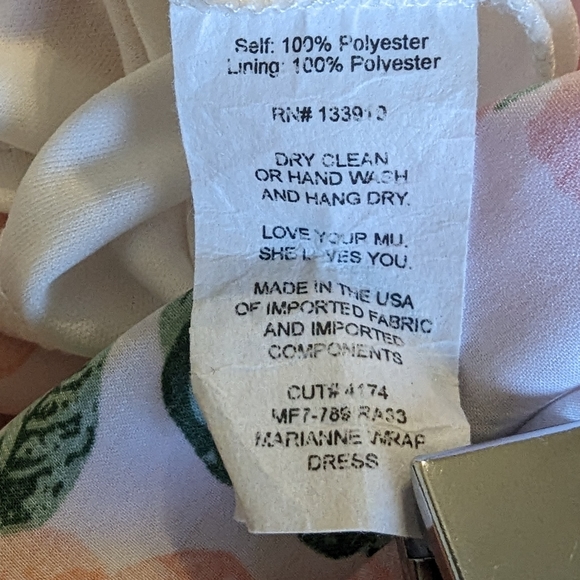 Self: 100% Polyester
Lining: 100% Polyester
RN# 133910
DRY CLEAN
OR HAND WASH
AND HANG DRY.
LOVE YOUR MU.
SHE LOVES YOU.
MADE IN THE USA
OF IMPORTED FABRIC
AND IMPORTED
COMPONENTS
CUT# 4174
MF7-789 RA33
MARIANNE WRAP
DRESS